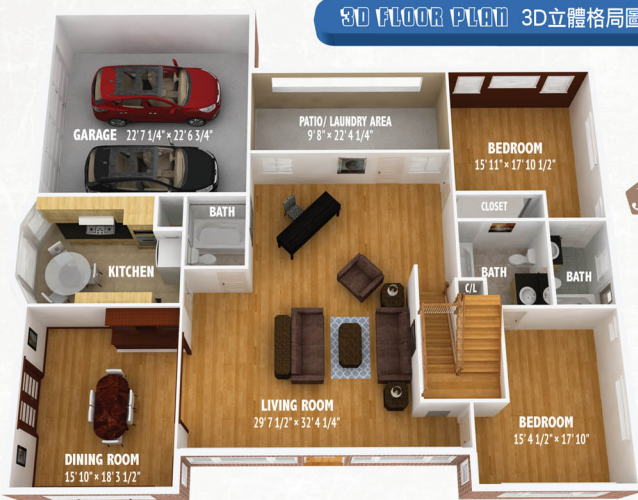 3D FLOOR PLAN 3D立體格局圖
GARAGE 22' 7 1/4" × 22' 6 3/4"
PATIO/ LAUNDRY AREA
9' 8" × 22' 4 1/4"
BEDROOM
15' 11" × 17' 10 1/2"
BATH
CLOSET
KITCHEN
BATH
BATH
C/L
LIVING ROOM
29' 7 1/2" × 32' 4 1/4"
BEDROOM
15' 4 1/2" × 17' 10"
DINING ROOM
15' 10" × 18' 3 1/2"